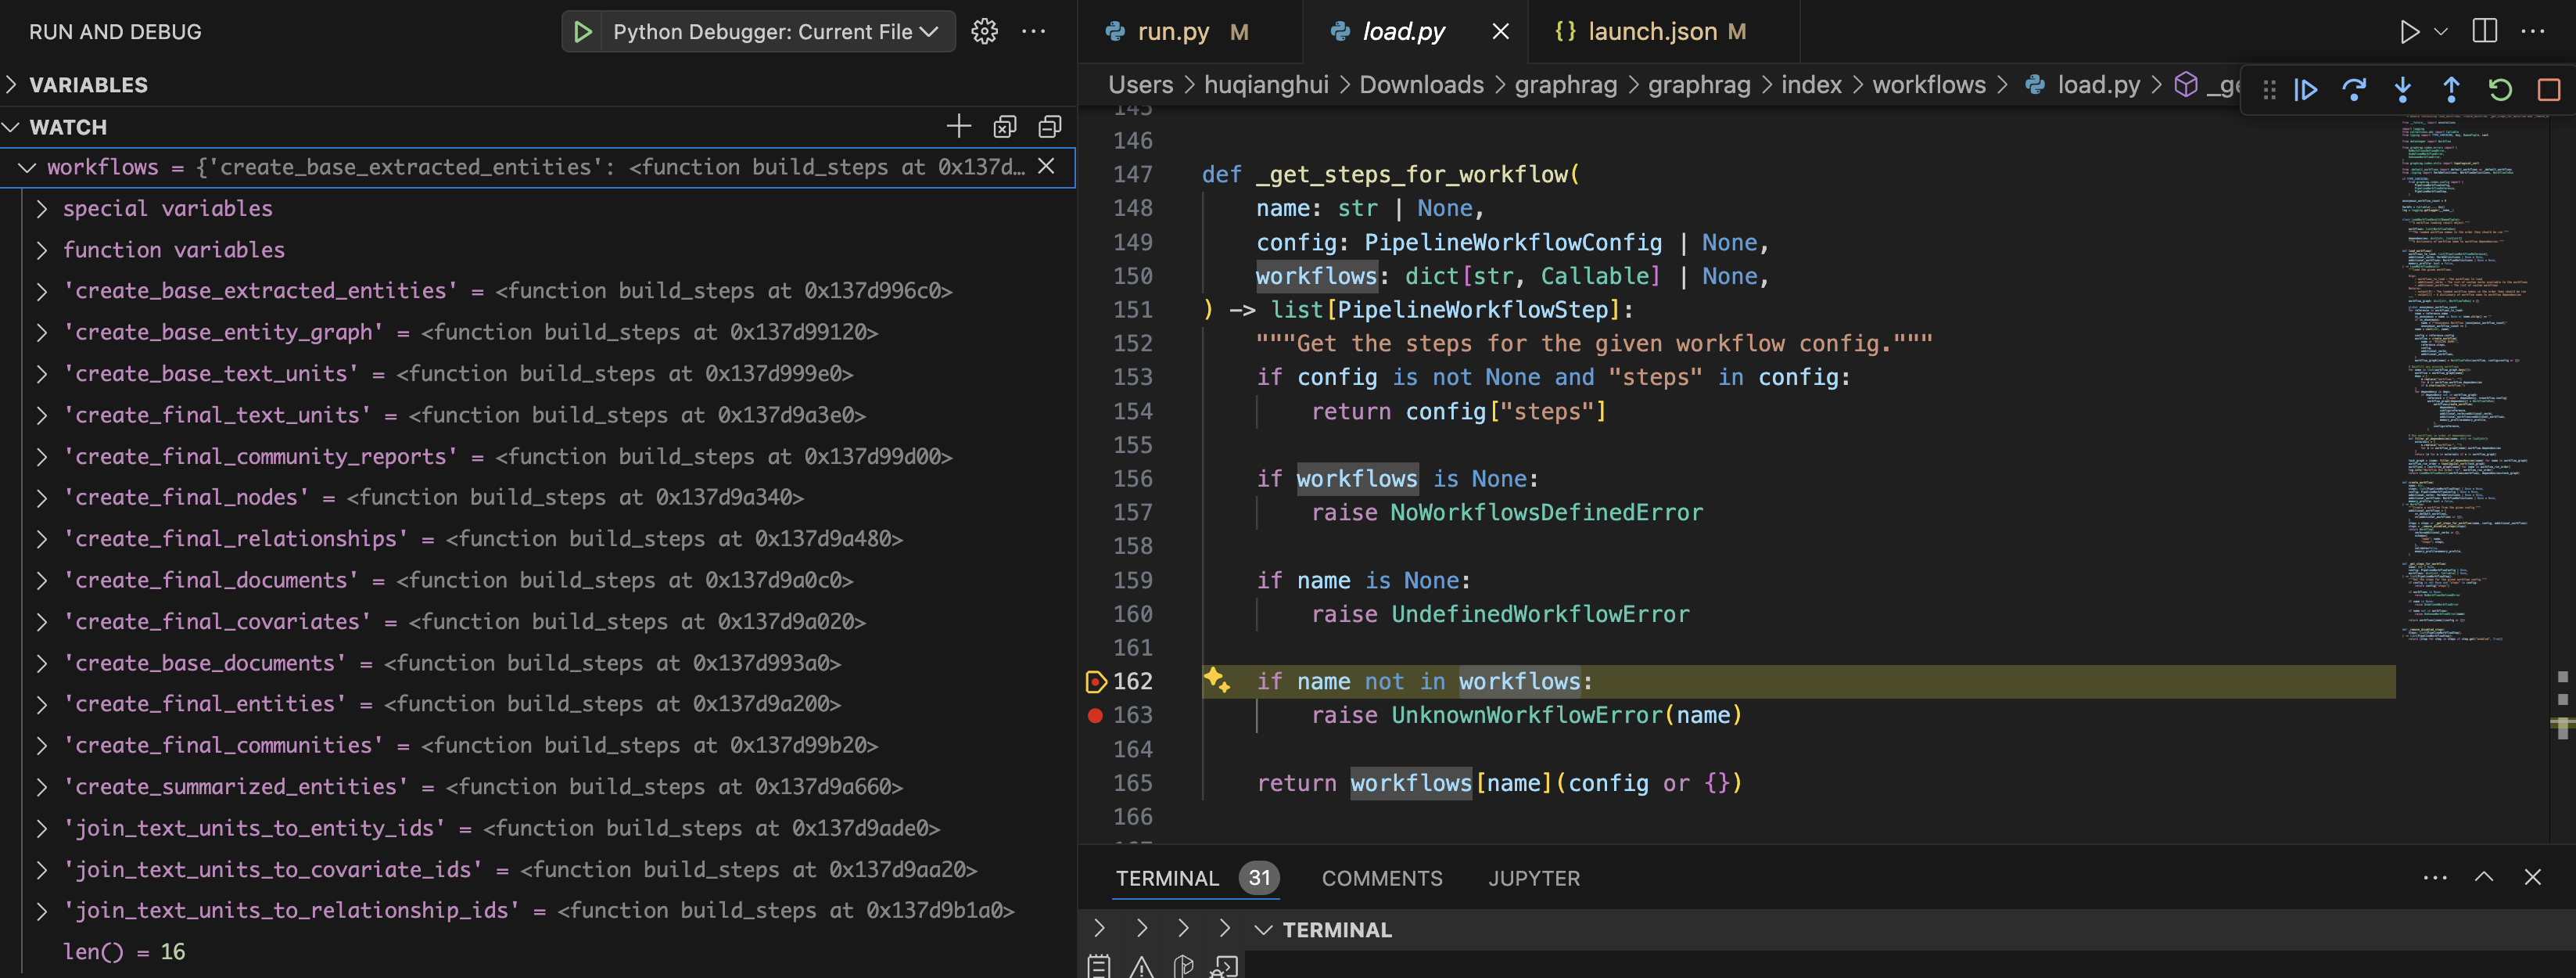 RUN AND DEBUG
Python Debugger: Current File
VARIABLES
WATCH
workflows = {'create_base_extracted_entities': <function build_steps at 0x137d…
special variables
function variables
'create_base_extracted_entities' = <function build_steps at 0x137d996c0>
'create_base_entity_graph' = <function build_steps at 0x137d99120>
'create_base_text_units' = <function build_steps at 0x137d999e0>
'create_final_text_units' = <function build_steps at 0x137d9a3e0>
'create_final_community_reports' = <function build_steps at 0x137d99d00>
'create_final_nodes' = <function build_steps at 0x137d9a340>
'create_final_relationships' = <function build_steps at 0x137d9a480>
'create_final_documents' = <function build_steps at 0x137d9a0c0>
'create_final_covariates' = <function build_steps at 0x137d9a020>
'create_base_documents' = <function build_steps at 0x137d993a0>
'create_final_entities' = <function build_steps at 0x137d9a200>
'create_final_communities' = <function build_steps at 0x137d99b20>
'create_summarized_entities' = <function build_steps at 0x137d9a660>
'join_text_units_to_entity_ids' = <function build_steps at 0x137d9ade0>
'join_text_units_to_covariate_ids' = <function build_steps at 0x137d9aa20>
'join_text_units_to_relationship_ids' = <function build_steps at 0x137d9b1a0>
len() = 16
run.py M
load.py
{} launch.json M
Users > huqianghui > Downloads > graphrag > graphrag > index > workflows > load.py > _ge
145
146
147 def _get_steps_for_workflow(
148 name: str | None,
149 config: PipelineWorkflowConfig | None,
150 workflows: dict[str, Callable] | None,
151 ) -> list[PipelineWorkflowStep]:
152 """Get the steps for the given workflow config."""
153 if config is not None and "steps" in config:
154 return config["steps"]
155
156 if workflows is None:
157 raise NoWorkflowsDefinedError
158
159 if name is None:
160 raise UndefinedWorkflowError
161
162 if name not in workflows:
163 raise UnknownWorkflowError(name)
164
165 return workflows[name](config or {})
166
TERMINAL 31 COMMENTS JUPYTER
TERMINAL